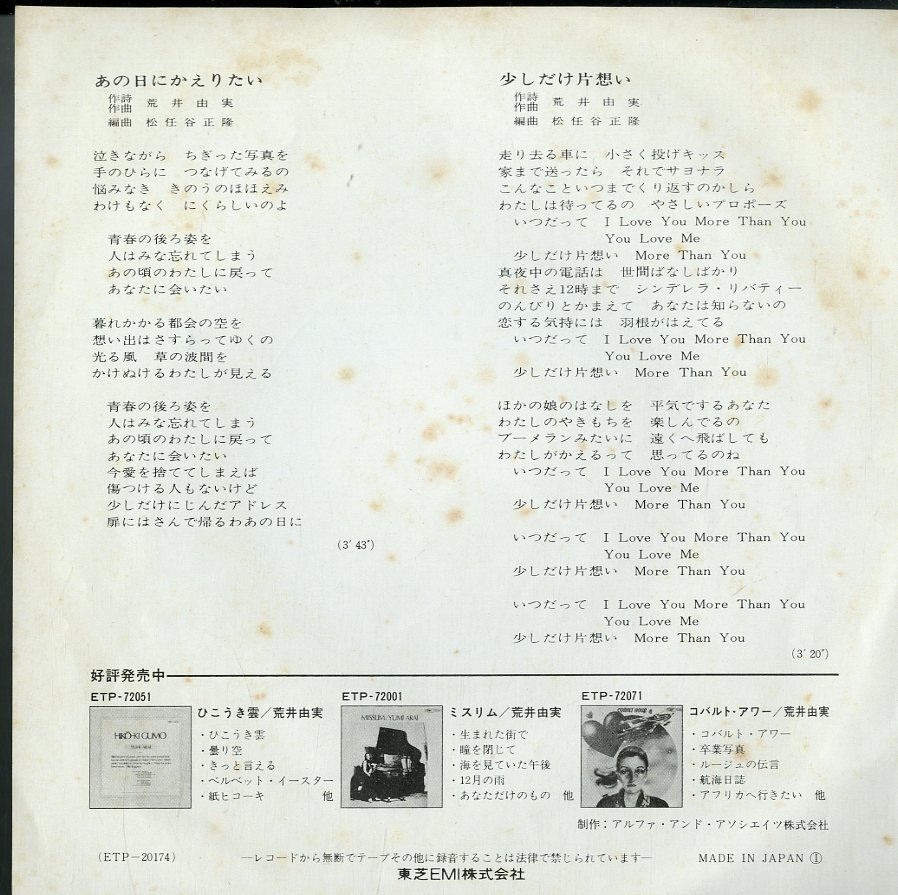 あの日にかえりたい
作詩
作曲 荒井由実
編曲 松任谷正隆
泣きながら ちぎった写真を
手のひらに つなげてみるの
悩みなき きのうのほほえみ
わけもなく にくらしいのよ
青春の後ろ姿を
人はみな忘れてしまう
あの頃のわたしに戻って
あなたに会いたい
暮れかかる都会の空を
想い出はさすらってゆくの
光る風 草の波間を
かけぬけるわたしが見える
青春の後ろ姿を
人はみな忘れてしまう
あの頃のわたしに戻って
あなたに会いたい
今愛を捨ててしまえば
傷つける人もないけど
少しだけにじんだアドレス
扉にはさんで帰るわあの日に
(3′43″)
少しだけ片想い
作詩
作曲 荒井由実
編曲 松任谷正隆
走り去る車に 小さく投げキッス
家まで送ったら それでサヨナラ
こんなこといつまでくり返すのかしら
わたしは待ってるの やさしいプロポーズ
いつだって I Love You More Than You
You Love Me
少しだけ片想い More Than You
真夜中の電話は 世間ばなしばかり
それさえ12時まで シンデレラ・リバティー
のんびりとかまえて あなたは知らないの
恋する気持には 羽根がはえてる
いつだって I Love You More Than You
You Love Me
少しだけ片想い More Than You
ほかの娘のはなしを 平気でするあなた
わたしのやきもちを 楽しんでるの
ブーメランみたいに 遠くへ飛ばしても
わたしがかえるって 思ってるのね
いつだって I Love You More Than You
You Love Me
少しだけ片想い More Than You
いつだって I Love You More Than You
You Love Me
少しだけ片想い More Than You
いつだって I Love You More Than You
You Love Me
少しだけ片想い More Than You
(3′20″)
好評発売中
ETP-72051
HIKŌ-KI GUMO
YUMI ARAI
ひこうき雲/荒井由実
・ひこうき雲
・曇り空
・きっと言える
・ベルベット・イースター
・紙ヒコーキ 他
ETP-72001
MISSLIM/YUMI ARAI
ミスリム/荒井由実
・生まれた街で
・瞳を閉じて
・海を見ていた午後
・12月の雨
・あなただけのもの 他
ETP-72071
COBALT HOUR
コバルト・アワー/荒井由実
・コバルト・アワー
・卒業写真
・ルージュの伝言
・航海日誌
・アフリカへ行きたい 他
制作:アルファ・アンド・アソシエイツ株式会社
(ETP-20174)
―レコードから無断でテープその他に録音することは法律で禁じられています―
MADE IN JAPAN Ⓘ
東芝EMI株式会社